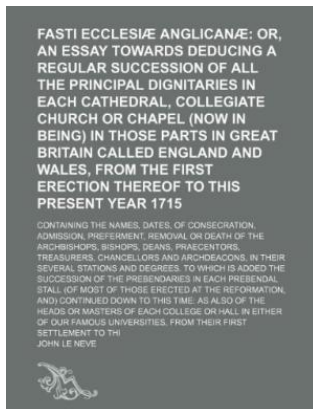 FASTI ECCLESIÆ ANGLICANÆ: OR,
AN ESSAY TOWARDS DEDUCING A
REGULAR SUCCESSION OF ALL
THE PRINCIPAL DIGNITARIES IN
EACH CATHEDRAL, COLLEGIATE
CHURCH OR CHAPEL (NOW IN
BEING) IN THOSE PARTS IN GREAT
BRITAIN CALLED ENGLAND AND
WALES, FROM THE FIRST
ERECTION THEREOF TO THIS
PRESENT YEAR 1715
CONTAINING THE NAMES, DATES, OF CONSECRATION,
ADMISSION, PREFERMENT, REMOVAL OR DEATH OF THE
ARCHBISHOPS, BISHOPS, DEANS, PRAECENTORS,
TREASURERS, CHANCELLORS AND ARCHDEACONS, IN THEIR
SEVERAL STATIONS AND DEGREES. TO WHICH IS ADDED THE
SUCCESSION OF THE PREBENDARIES IN EACH PREBENDAL
STALL (OF MOST OF THOSE ERECTED AT THE REFORMATION,
AND) CONTINUED DOWN TO THIS TIME: AS ALSO OF THE
HEADS OR MASTERS OF EACH COLLEGE OR HALL IN EITHER
OF OUR FAMOUS UNIVERSITIES, FROM THEIR FIRST
SETTLEMENT TO THI
JOHN LE NEVE